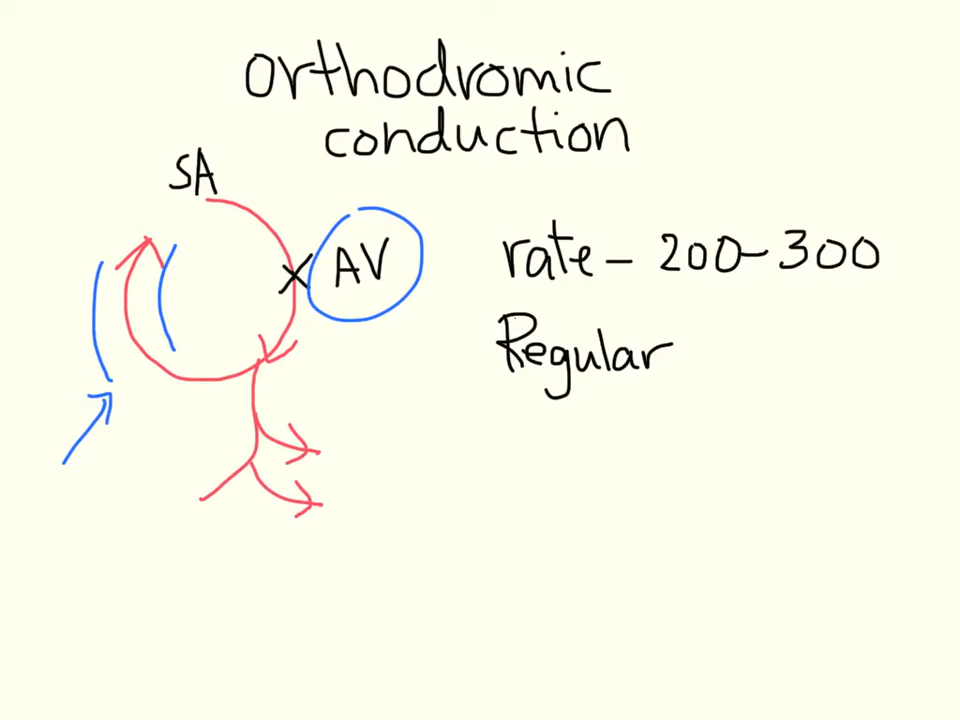 Orthodromic
conduction
SA
X AV
rate - 200-300
Regular